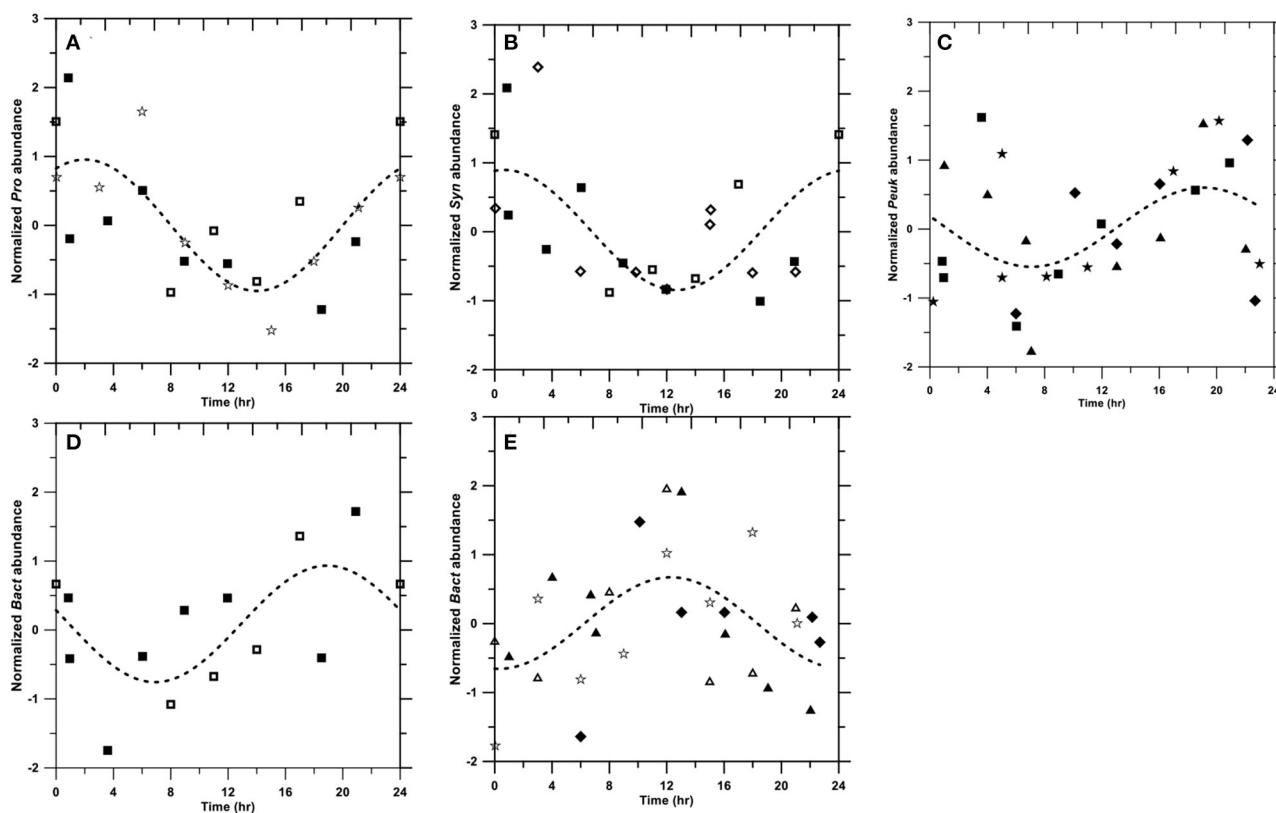 A
Normalized Pro abundance
3
2
1
0
-1
-2
0 4 8 12 16 20 24
Time (hr)
B
Normalized Syn abundance
3
2
1
0
-1
-2
0 4 8 12 16 20 24
Time (hr)
C
Normalized Peuk abundance
3
2
1
0
-1
-2
0 4 8 12 16 20 24
Time (hr)
D
Normalized Bact abundance
3
2
1
0
-1
-2
0 4 8 12 16 20 24
Time (hr)
E
Normalized Bact abundance
3
2
1
0
-1
-2
0 4 8 12 16 20 24
Time (hr)